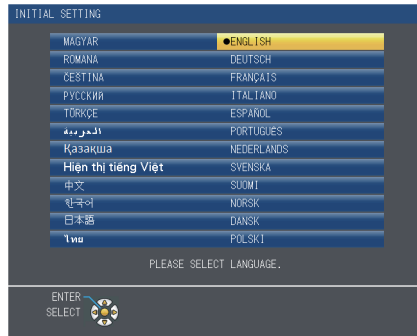 INITIAL SETTING
MAGYAR ●ENGLISH
ROMÂNA DEUTSCH
ČEŠTINA FRANÇAIS
РУССКИЙ ITALIANO
TÜRKÇE ESPAÑOL
العربية PORTUGUÊS
Қазақша NEDERLANDS
Hiện thị tiếng Việt SVENSKA
中文 SUOMI
한국어 NORSK
日本語 DANSK
ไทย POLSKI
PLEASE SELECT LANGUAGE.
ENTER
SELECT